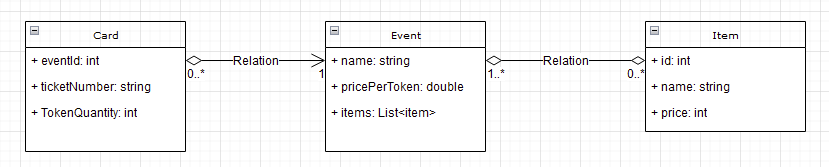 Card
+ eventId: int
+ ticketNumber: string
+ TokenQuantity: int
Relation
0..*
1
Event
+ name: string
+ pricePerToken: double
+ items: List<item>
Relation
1..*
0..*
Item
+ id: int
+ name: string
+ price: int